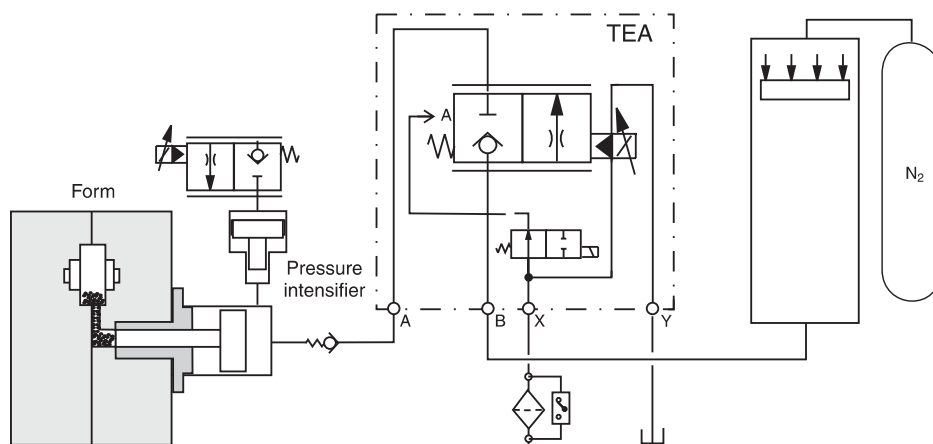 TEA
A
N2
Form
Pressure
intensifier
A
B
X
Y